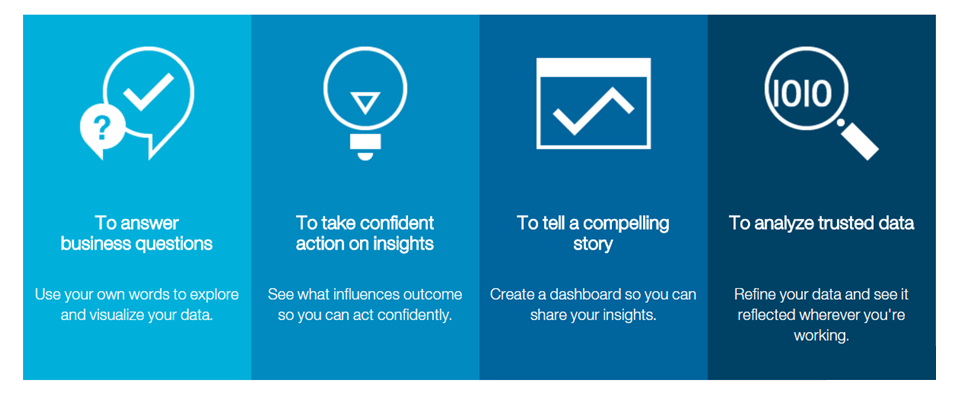 ?
To answer
business questions
Use your own words to explore
and visualize your data.
To take confident
action on insights
See what influences outcome
so you can act confidently.
To tell a compelling
story
Create a dashboard so you can
share your insights.
IOIO
To analyze trusted data
Refine your data and see it
reflected wherever you're
working.